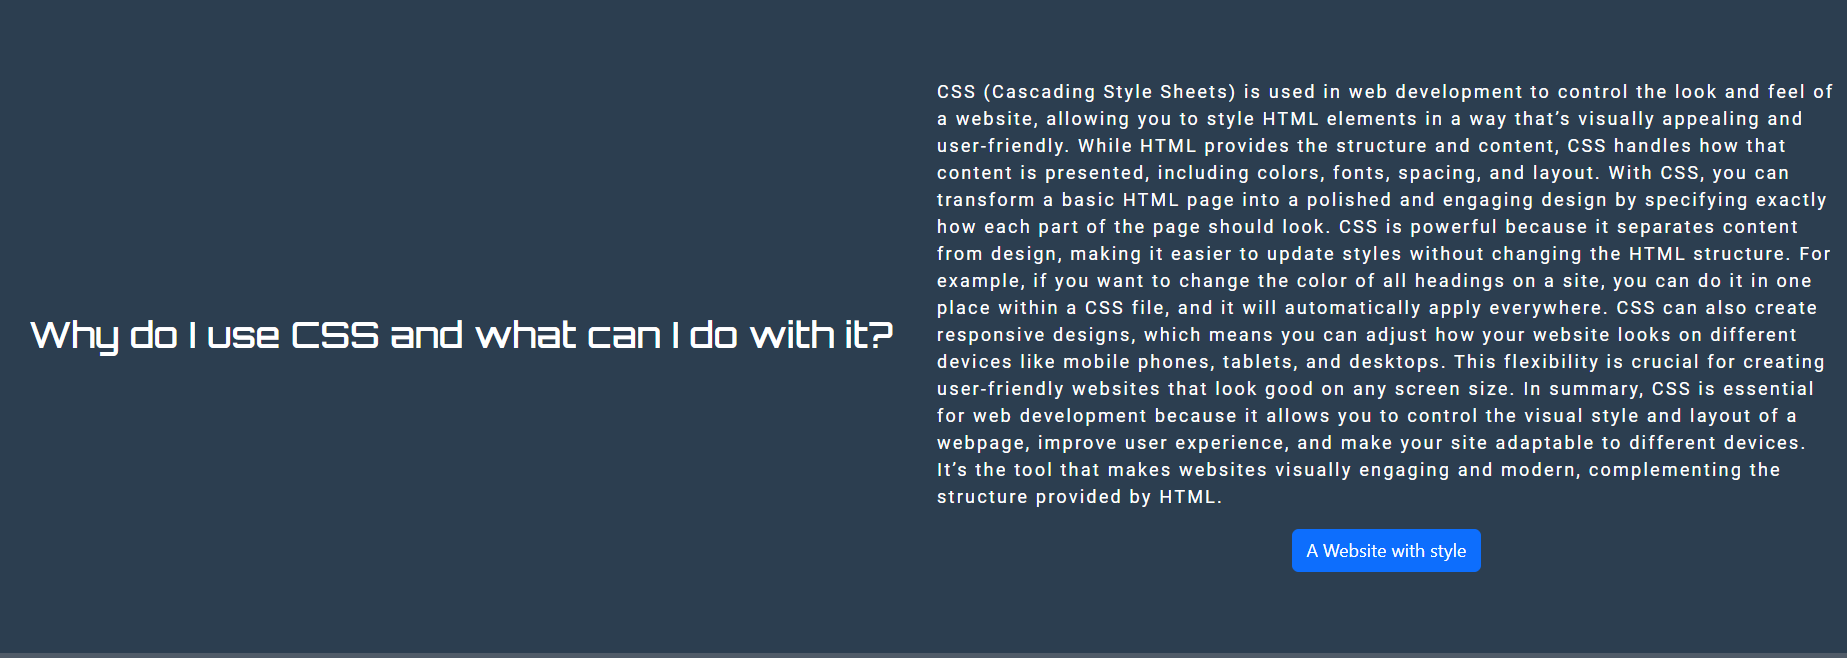 Why do I use CSS and what can I do with it?
CSS (Cascading Style Sheets) is used in web development to control the look and feel of
a website, allowing you to style HTML elements in a way that’s visually appealing and
user-friendly. While HTML provides the structure and content, CSS handles how that
content is presented, including colors, fonts, spacing, and layout. With CSS, you can
transform a basic HTML page into a polished and engaging design by specifying exactly
how each part of the page should look. CSS is powerful because it separates content
from design, making it easier to update styles without changing the HTML structure. For
example, if you want to change the color of all headings on a site, you can do it in one
place within a CSS file, and it will automatically apply everywhere. CSS can also create
responsive designs, which means you can adjust how your website looks on different
devices like mobile phones, tablets, and desktops. This flexibility is crucial for creating
user-friendly websites that look good on any screen size. In summary, CSS is essential
for web development because it allows you to control the visual style and layout of a
webpage, improve user experience, and make your site adaptable to different devices.
It’s the tool that makes websites visually engaging and modern, complementing the
structure provided by HTML.
A Website with style